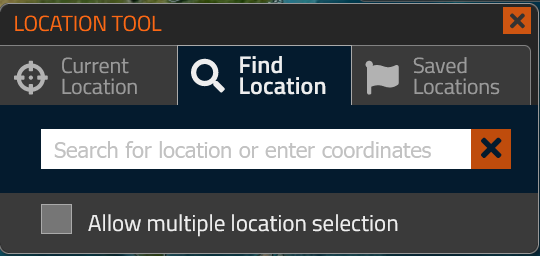 LOCATION TOOL
Current
Location
Find
Location
Saved
Locations
Search for location or enter coordinates
Allow multiple location selection